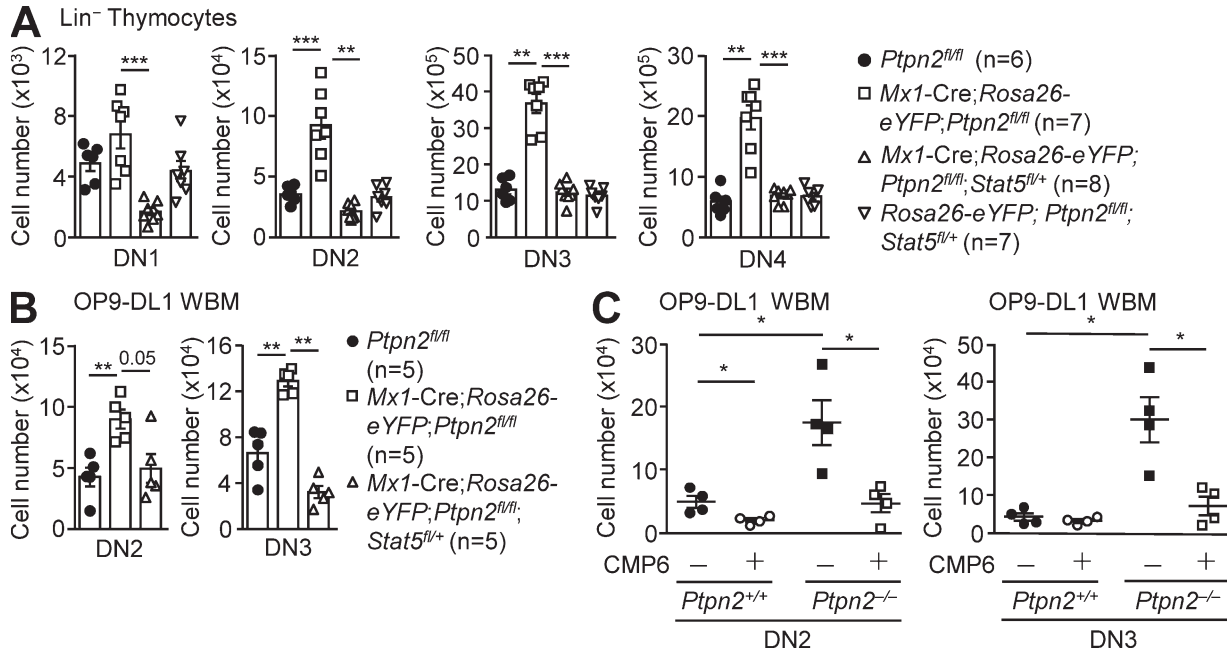 A Lin⁻ Thymocytes
Cell number (x10³)
12
8
4
0
***
DN1
Cell number (x10⁴)
15
10
5
0
*** **
DN2
Cell number (x10⁵)
50
40
30
20
10
0
** ***
DN3
Cell number (x10⁵)
30
20
10
0
** ***
DN4
Ptpn2fl/fl (n=6)
Mx1-Cre;Rosa26-
eYFP;Ptpn2fl/fl (n=7)
Mx1-Cre;Rosa26-eYFP;
Ptpn2fl/fl;Stat5fl/+ (n=8)
Rosa26-eYFP; Ptpn2fl/fl;
Stat5fl/+ (n=7)
B OP9-DL1 WBM
Cell number (x10⁴)
15
10
5
0
** 0.05
DN2
Cell number (x10⁴)
16
12
8
4
0
** **
DN3
Ptpn2fl/fl
(n=5)
Mx1-Cre;Rosa26-
eYFP;Ptpn2fl/fl
(n=5)
Mx1-Cre;Rosa26-
eYFP;Ptpn2fl/fl;
Stat5fl/+ (n=5)
C OP9-DL1 WBM
Cell number (x10⁴)
30
20
10
0
*
*
*
CMP6 – + – +
Ptpn2+/+ Ptpn2–/–
DN2
OP9-DL1 WBM
Cell number (x10⁴)
50
40
30
20
10
0
*
*
– + – +
Ptpn2+/+ Ptpn2–/–
DN3